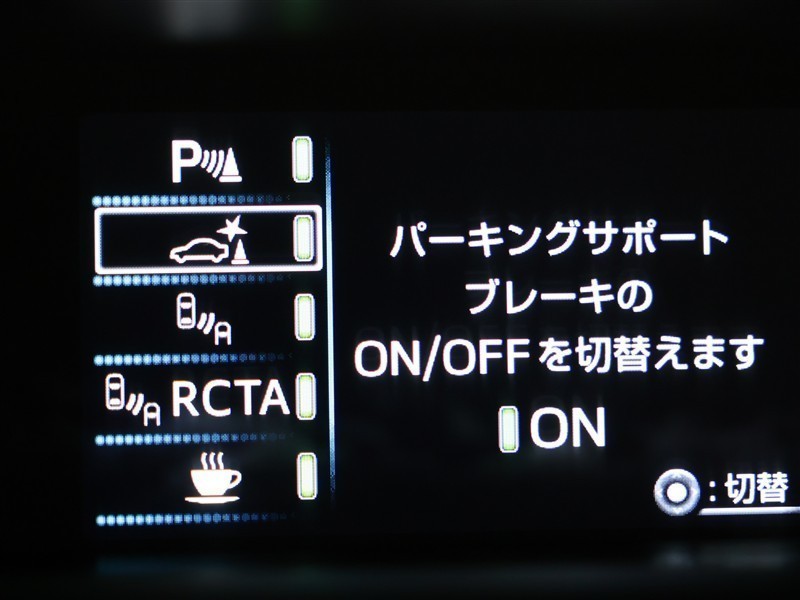 P
RCTA
パーキングサポート
ブレーキの
ON/OFFを切替えます
ON
:切替